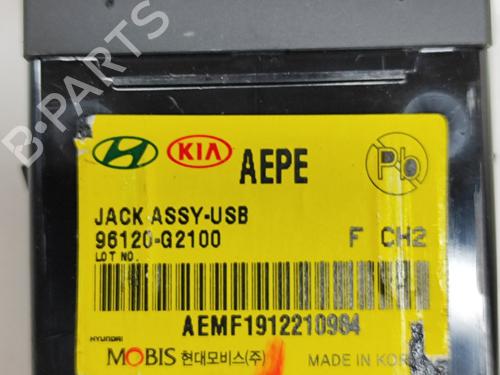 B-PARTS
KIA AEPE Pb
JACK ASSY-USB
96120-G2100 F CH2
LOT NO.
AEMF1912210984
HYUNDAI
MOBIS 현대모비스(주) MADE IN KOREA